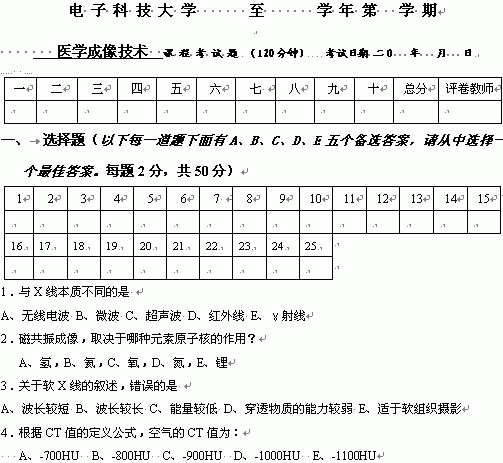 电子科技大学 至 学年第 学期
医学成像技术 课程考试题 (120分钟) 考试日期 二0 年 月 日
一 二 三 四 五 六 七 八 九 十 总分 评卷教师
一、选择题(以下每一道题下面有A、B、C、D、E五个备选答案,请从中选择一
个最佳答案。每题2分,共50分)
1 2 3 4 5 6 7 8 9 10 11 12 13 14 15
16. 17. 18. 19. 20. 21. 22. 23. 24. 25.
1.与X线本质不同的是
A、无线电波 B、微波 C、超声波 D、红外线 E、γ射线
2.磁共振成像,取决于哪种元素原子核的作用?
A、氢,B、氦,C、氧,D、氮,E、锂
3.关于软X线的叙述,错误的是
A、波长较短 B、波长较长 C、能量较低 D、穿透物质的能力较弱 E、适于软组织摄影
4.根据CT值的定义公式,空气的CT值为:
A、-700HU B、-800HU C、-900HU D、-1000HU E、-1100HU